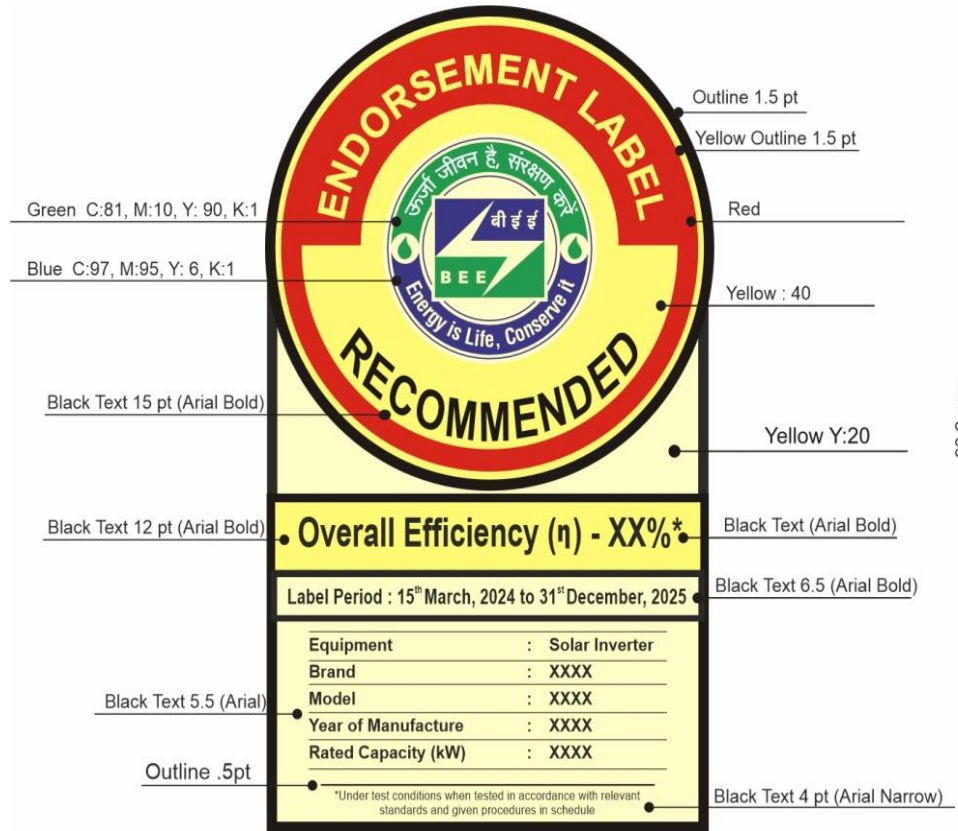 ENDORSEMENT LABEL
Outline 1.5 pt
Yellow Outline 1.5 pt
ऊर्जा जीवन है, संरक्षण करें
Green C:81, M:10, Y: 90, K:1
Red
बी ई ई
BEE
Blue C:97, M:95, Y: 6, K:1
Energy is Life, Conserve it
Yellow : 40
RECOMMENDED
Black Text 15 pt (Arial Bold)
Yellow Y:20
Black Text 12 pt (Arial Bold)
Overall Efficiency (η) - XX%*
Black Text (Arial Bold)
Label Period : 15th March, 2024 to 31st December, 2025
Black Text 6.5 (Arial Bold)
Equipment : Solar Inverter
Brand : XXXX
Model : XXXX
Black Text 5.5 (Arial)
Year of Manufacture : XXXX
Rated Capacity (kW) : XXXX
Outline .5pt
*Under test conditions when tested in accordance with relevant
standards and given procedures in schedule
Black Text 4 pt (Arial Narrow)